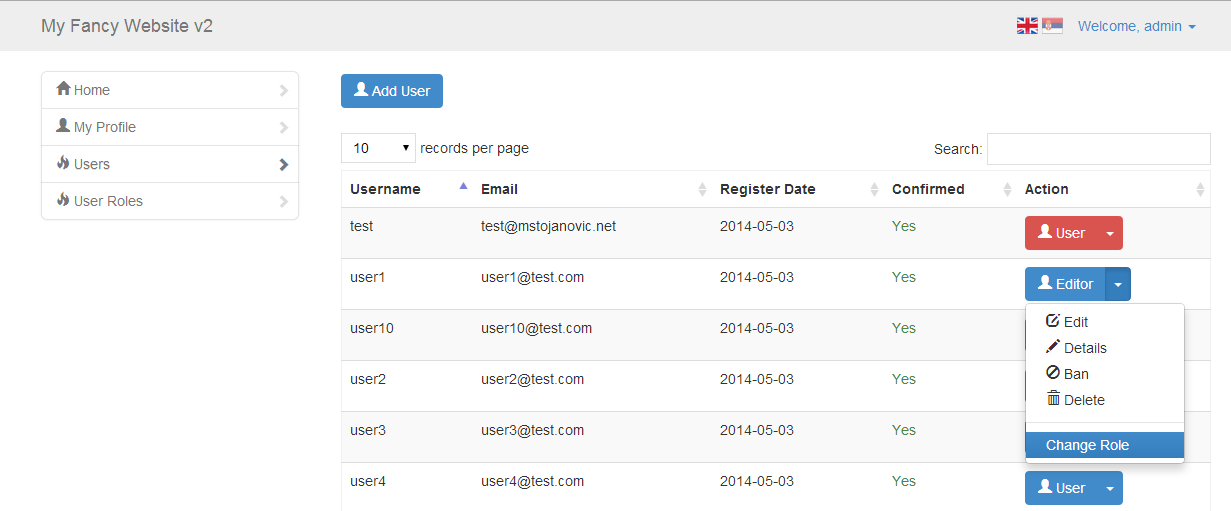 My Fancy Website v2
Welcome, admin
Home
My Profile
Users
User Roles
Add User
10 records per page
Search:
Username Email Register Date Confirmed Action
test test@mstojanovic.net 2014-05-03 Yes User
user1 user1@test.com 2014-05-03 Yes Editor
user10 user10@test.com 2014-05-03 Yes
user2 user2@test.com 2014-05-03 Yes
user3 user3@test.com 2014-05-03 Yes
user4 user4@test.com 2014-05-03 Yes User
Edit
Details
Ban
Delete
Change Role